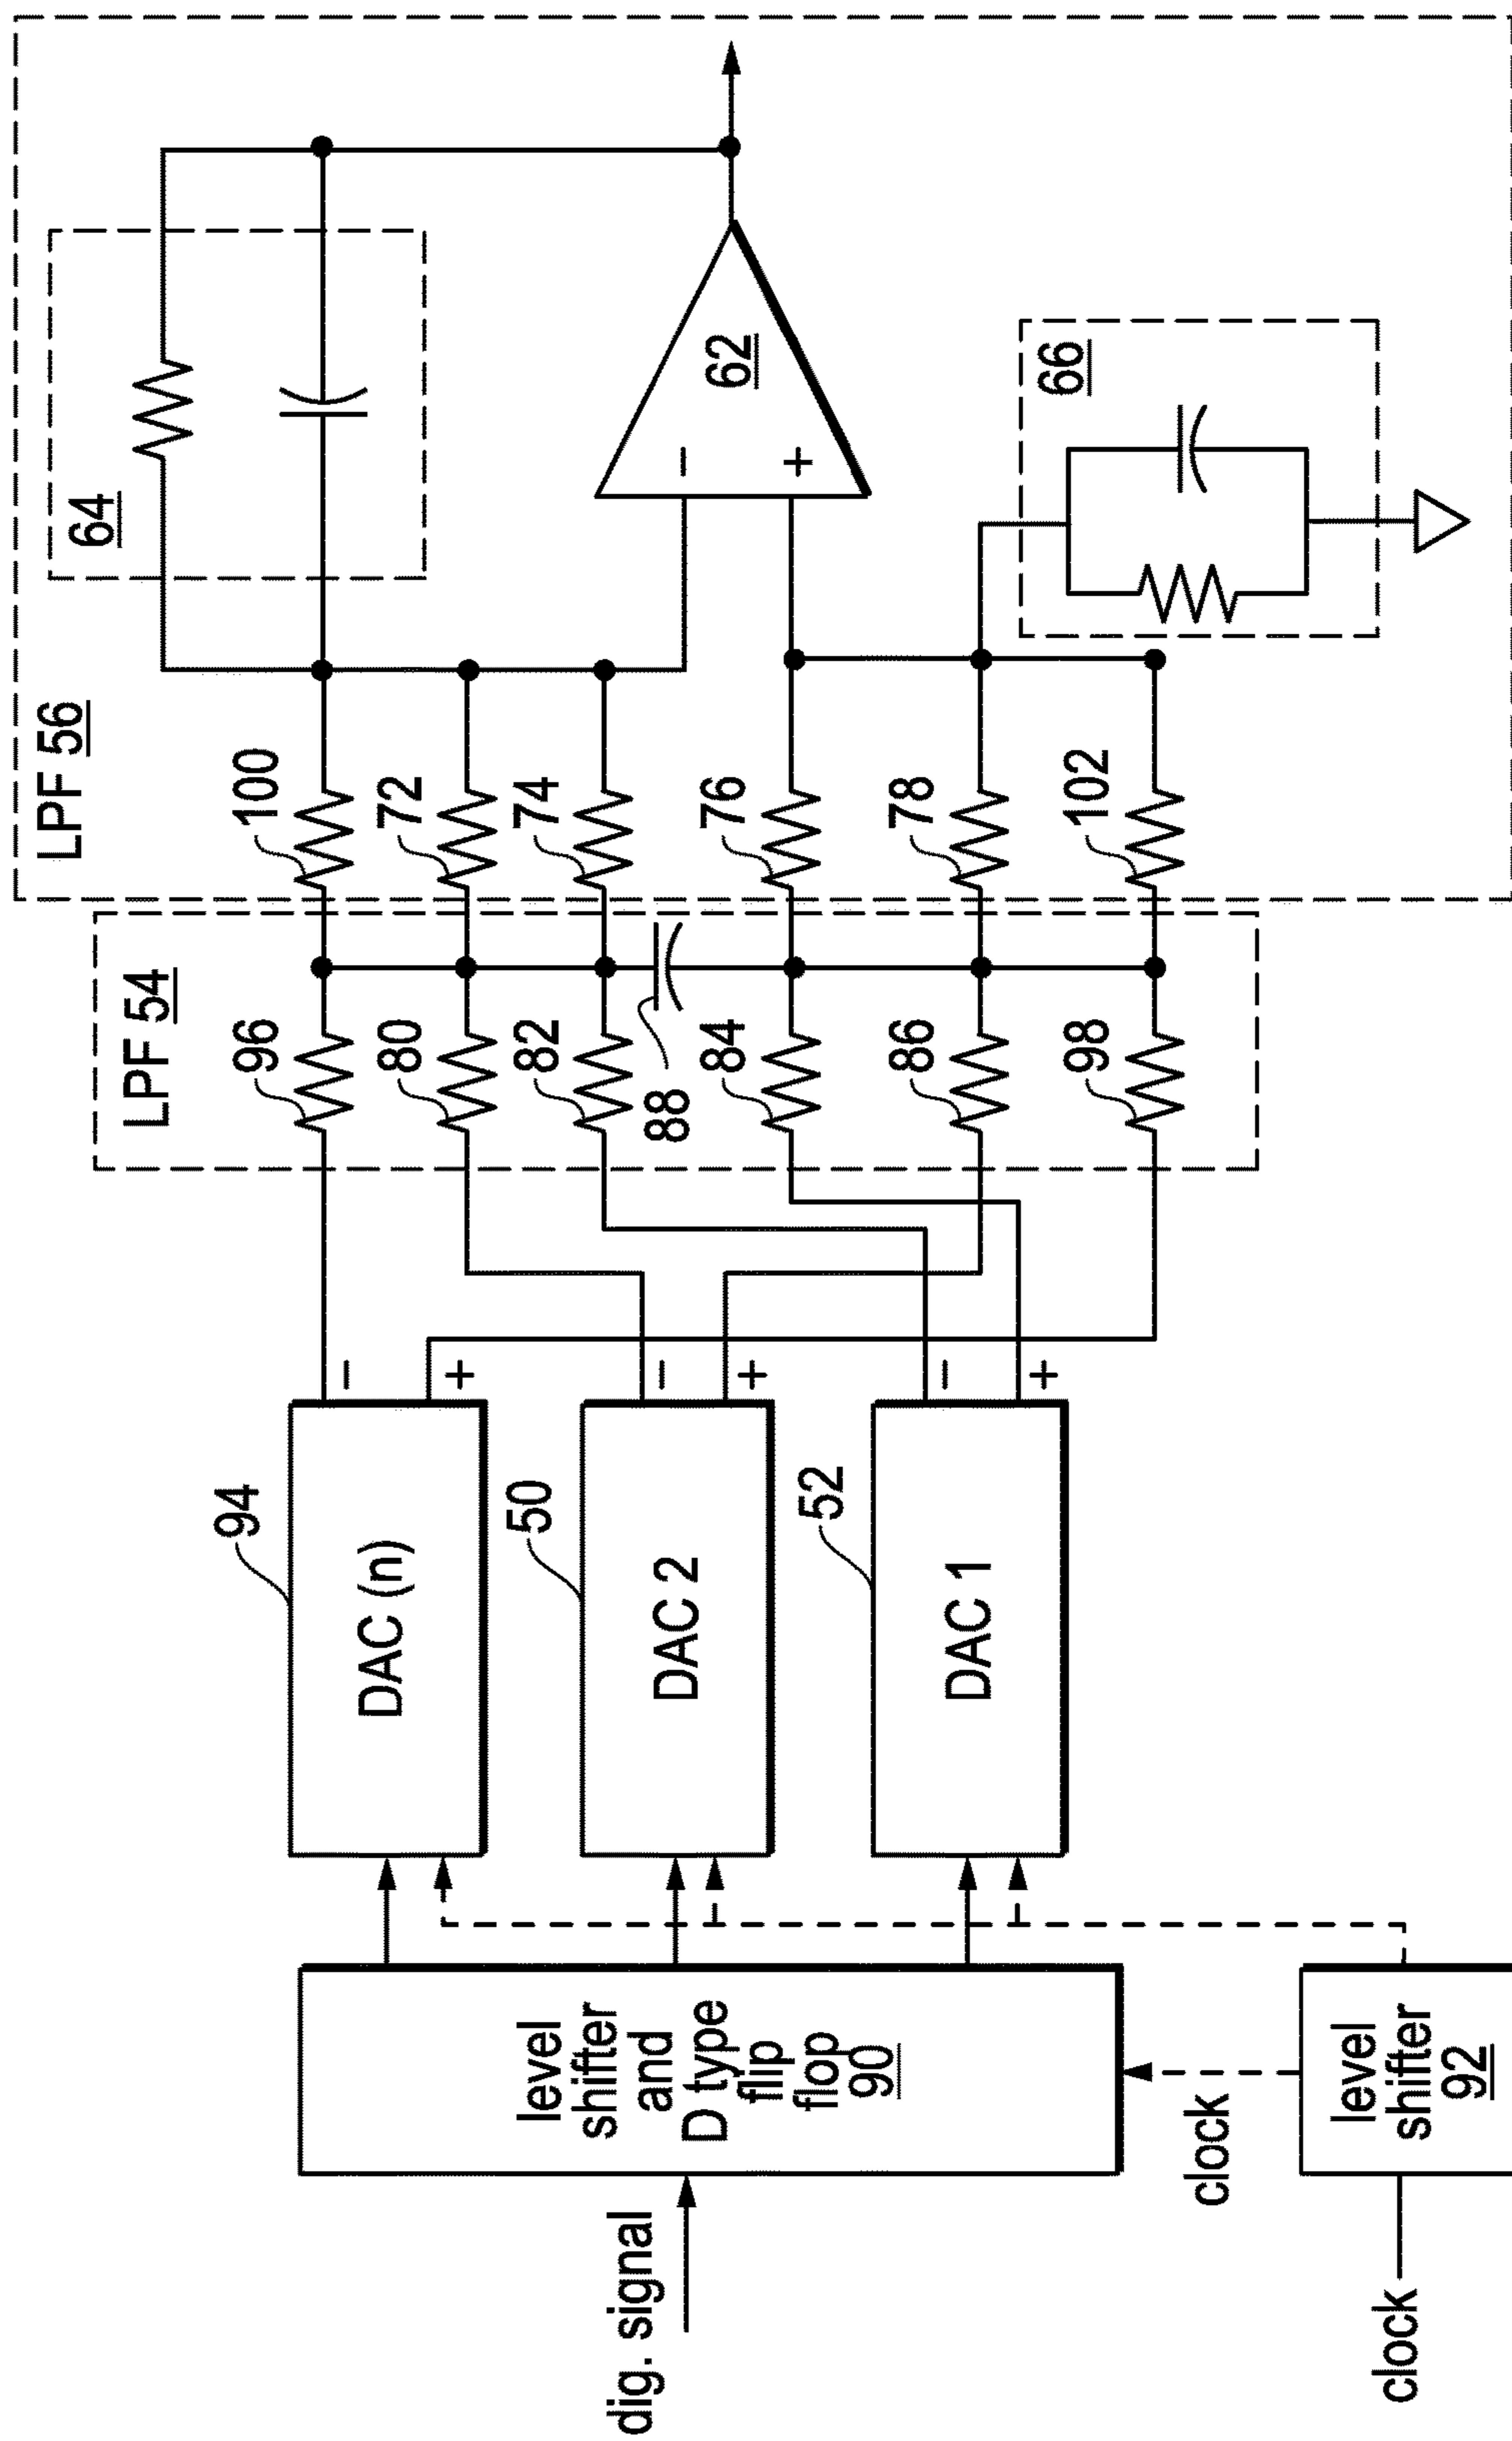 dig. signal
level
shifter
and
D type
flip
flop
90
clock
clock
level
shifter
92
94
DAC (n)
−
+
50
DAC 2
−
+
52
DAC 1
−
+
LPF 54
96
80
82
88
84
86
98
LPF 56
100
72
74
76
78
102
64
62
−
+
66